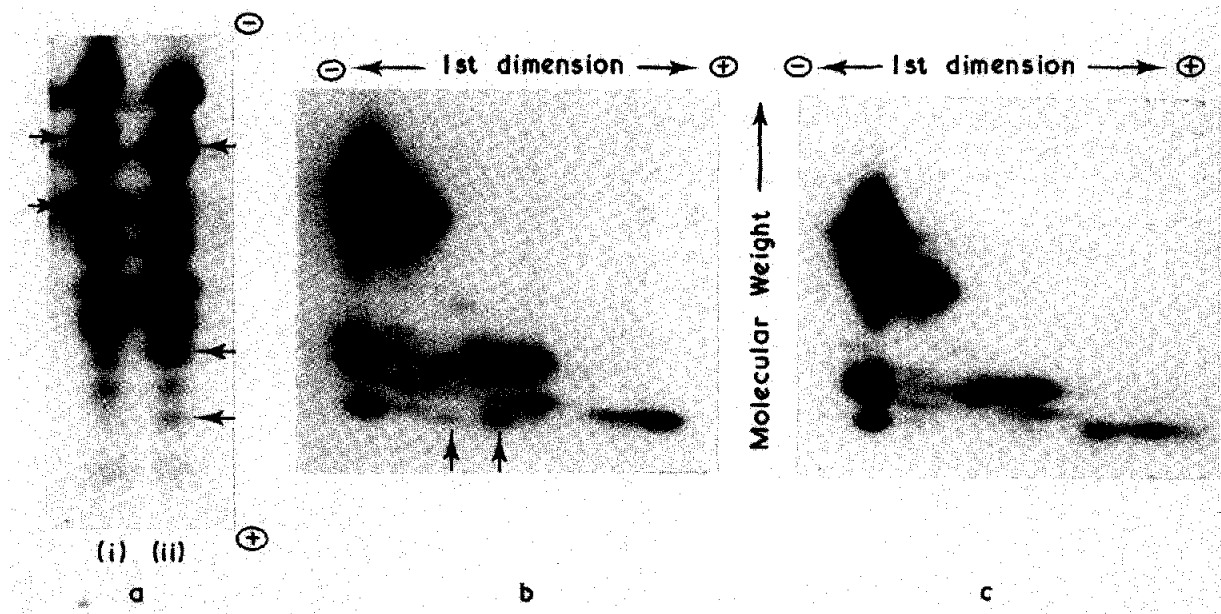 ⊖
⊖ ← 1st dimension → ⊕
⊖ ← 1st dimension → ⊕
Molecular Weight →
⊕
(i) (ii)
a
b
c